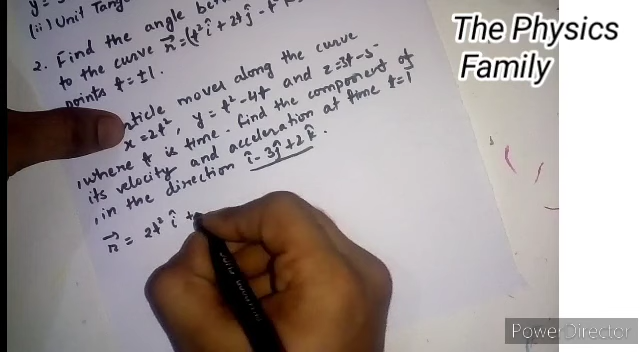 (ii) Unit Tang
2. Find the angle
to the curve r⃗ = (t² î + 2t ĵ -
points t = ±1.
ticle moves along the curve
x = 2t², y = t² - 4t and z = 3t - 5
, where t is time. Find the component of
its velocity and acceleration at time t = 1
, in the direction î - 3ĵ + 2k̂.
r⃗ = 2t² î +
The Physics
Family
PowerDirector